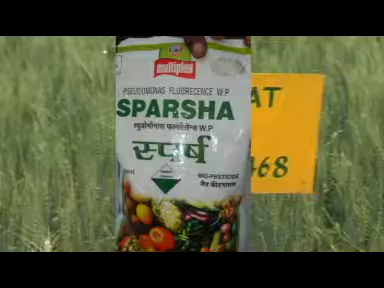 multiplex
PSEUDOMONAS FLUORECENCE W.P
SPARSHA
स्युडोमोनास फ्लोरोसेन्स W.P
स्पर्ष
BIO-PESTICIDE
जैव कीटनाशक
AT
468